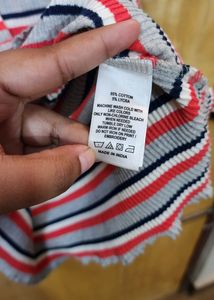 95% COTTON
5% LYCRA
MACHINE WASH COLD WITH
LIKE COLORS
ONLY NON-CHLORINE BLEACH
WHEN NEEDED
TUMBLE DRY LOW
WARM IRON IF NEEDED
DO NOT IRON ON PRINT /
EMBROIDERY
MADE IN INDIA